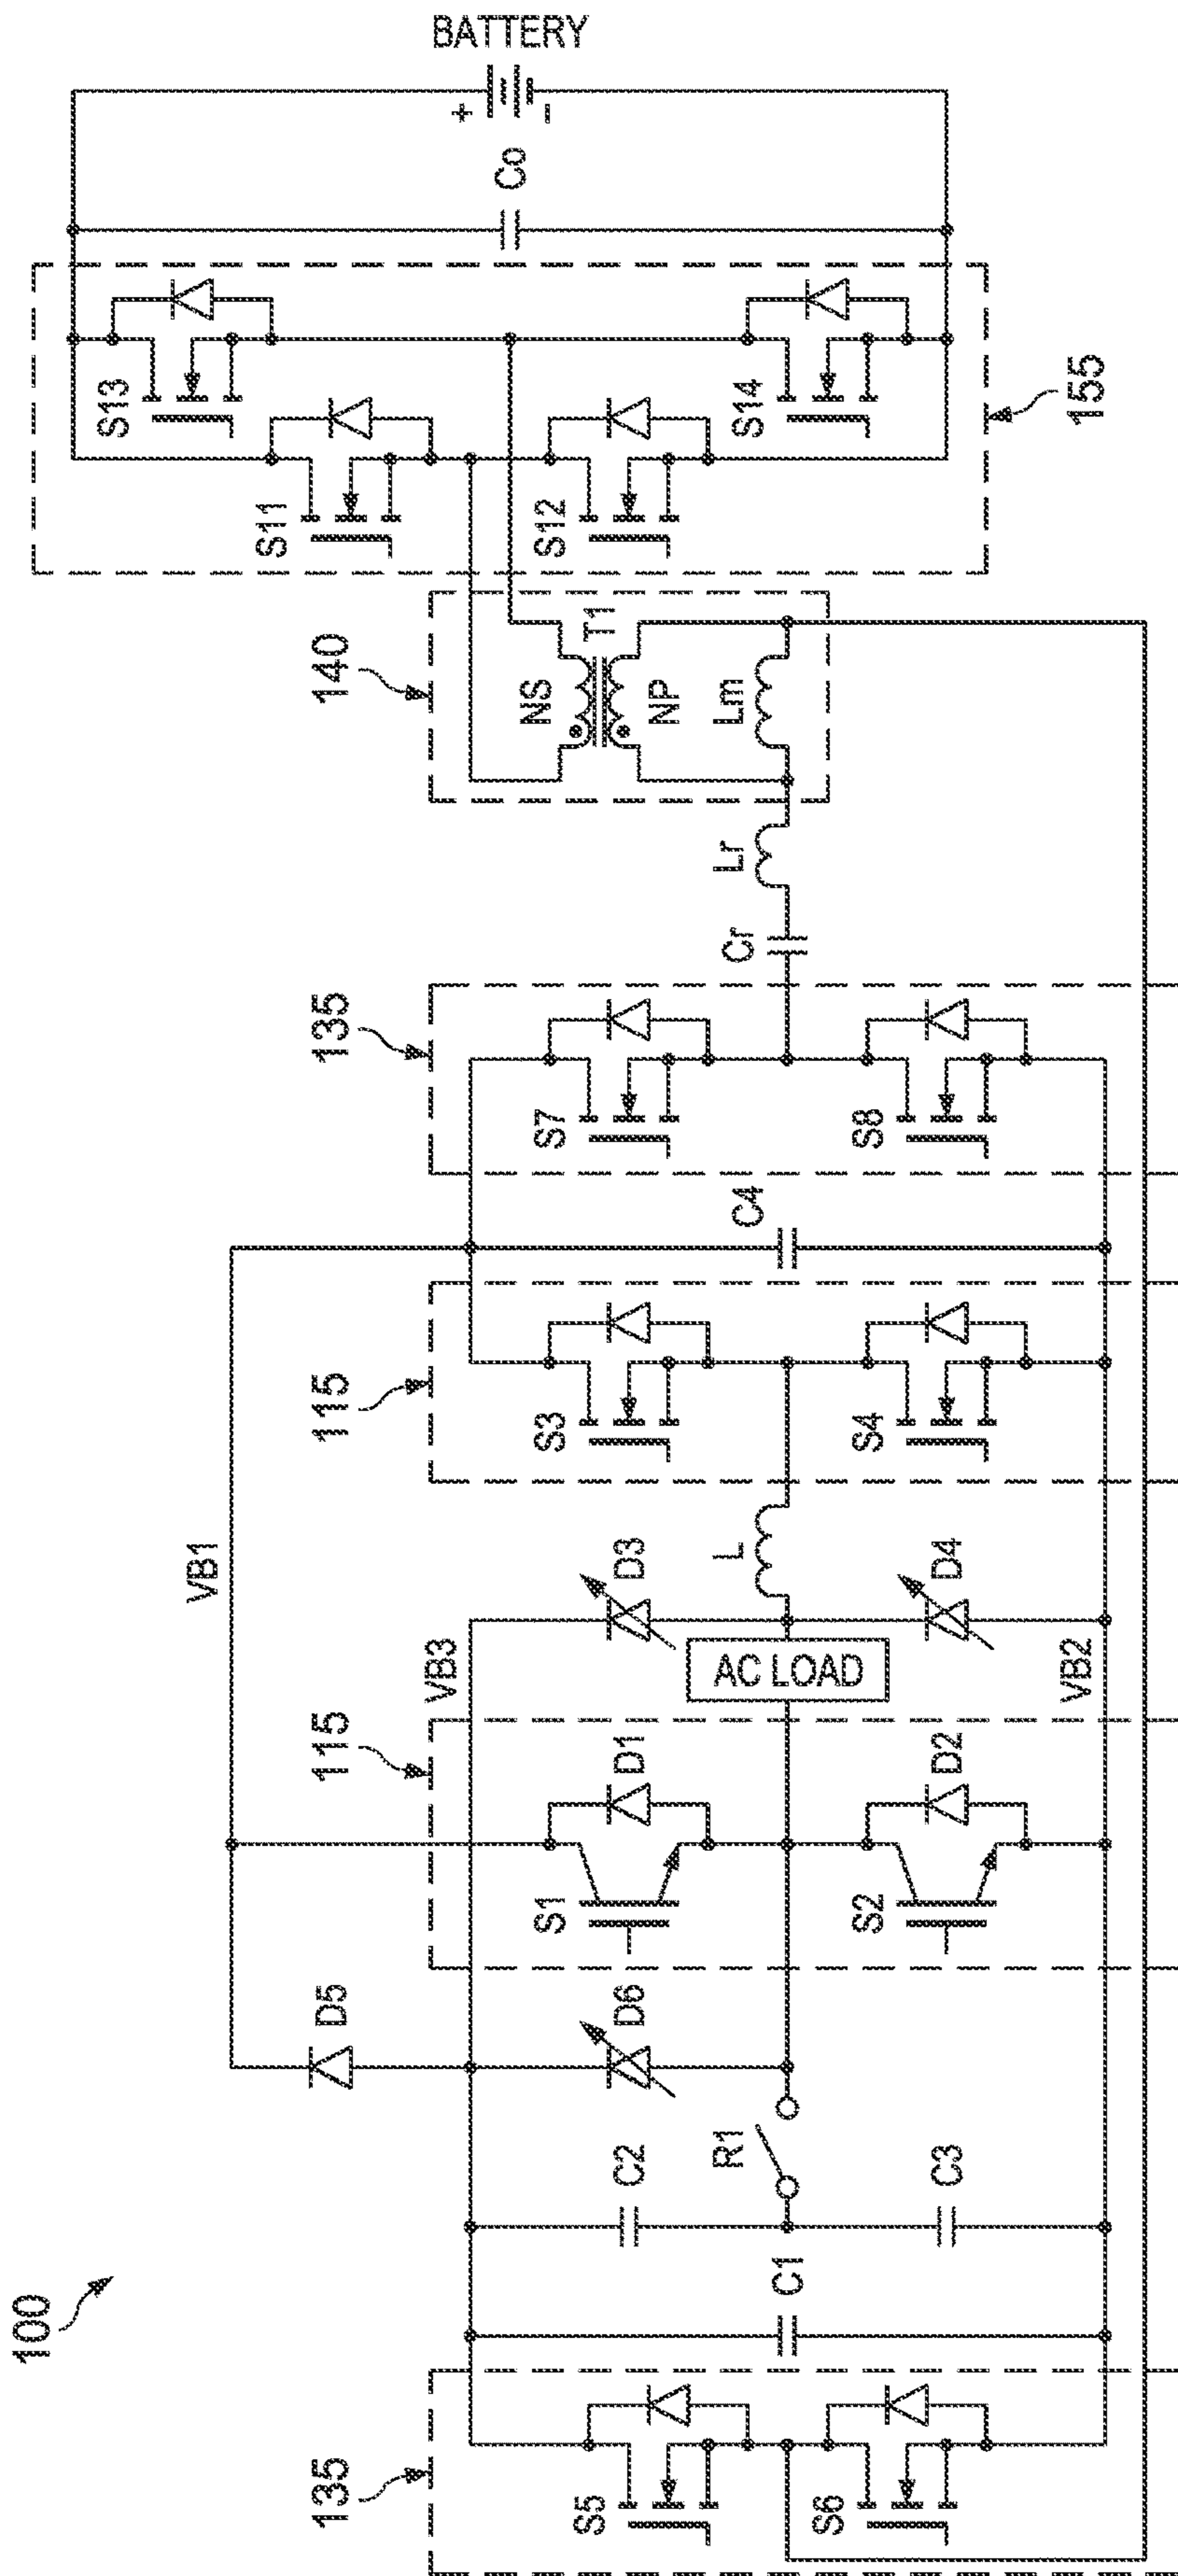 100
135
S5
S6
C1
C2
C3
R1
D5
D6
115
S1
D1
S2
D2
VB1
VB3
VB2
AC LOAD
D3
D4
L
115
S3
S4
C4
135
S7
S8
Cr
Lr
140
NS
T1
NP
Lm
S11
S12
S13
S14
155
Co
BATTERY
+
−